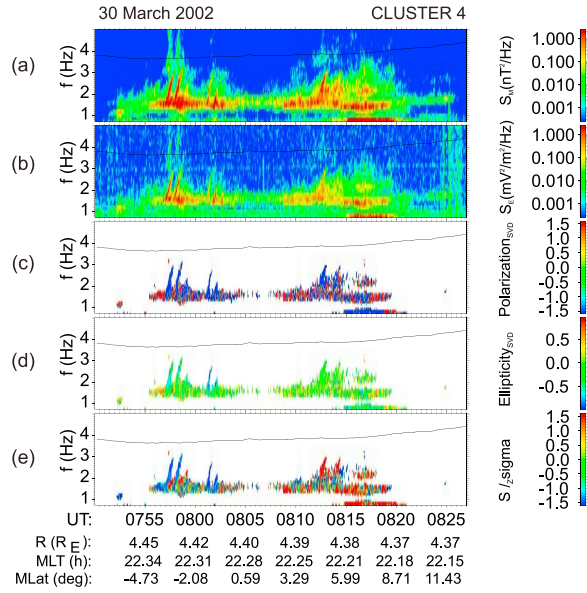 30 March 2002 CLUSTER 4
(a) f (Hz) 4 3 2 1 1.000 0.100 0.010 0.001 S_M(nT²/Hz)
(b) f (Hz) 4 3 2 1 1.000 0.100 0.010 0.001 S_E(mV²/m²/Hz)
(c) f (Hz) 4 3 2 1 1.5 1.0 0.5 0.0 -0.5 -1.0 -1.5 Polarization_SVD
(d) f (Hz) 4 3 2 1 0.5 0.0 -0.5 Ellipticity_SVD
(e) f (Hz) 4 3 2 1 1.5 1.0 0.5 0.0 -0.5 -1.0 -1.5 S /_Zsigma
UT: 0755 0800 0805 0810 0815 0820 0825
R (R_E): 4.45 4.42 4.40 4.39 4.38 4.37 4.37
MLT (h): 22.34 22.31 22.28 22.25 22.21 22.18 22.15
MLat (deg): -4.73 -2.08 0.59 3.29 5.99 8.71 11.43